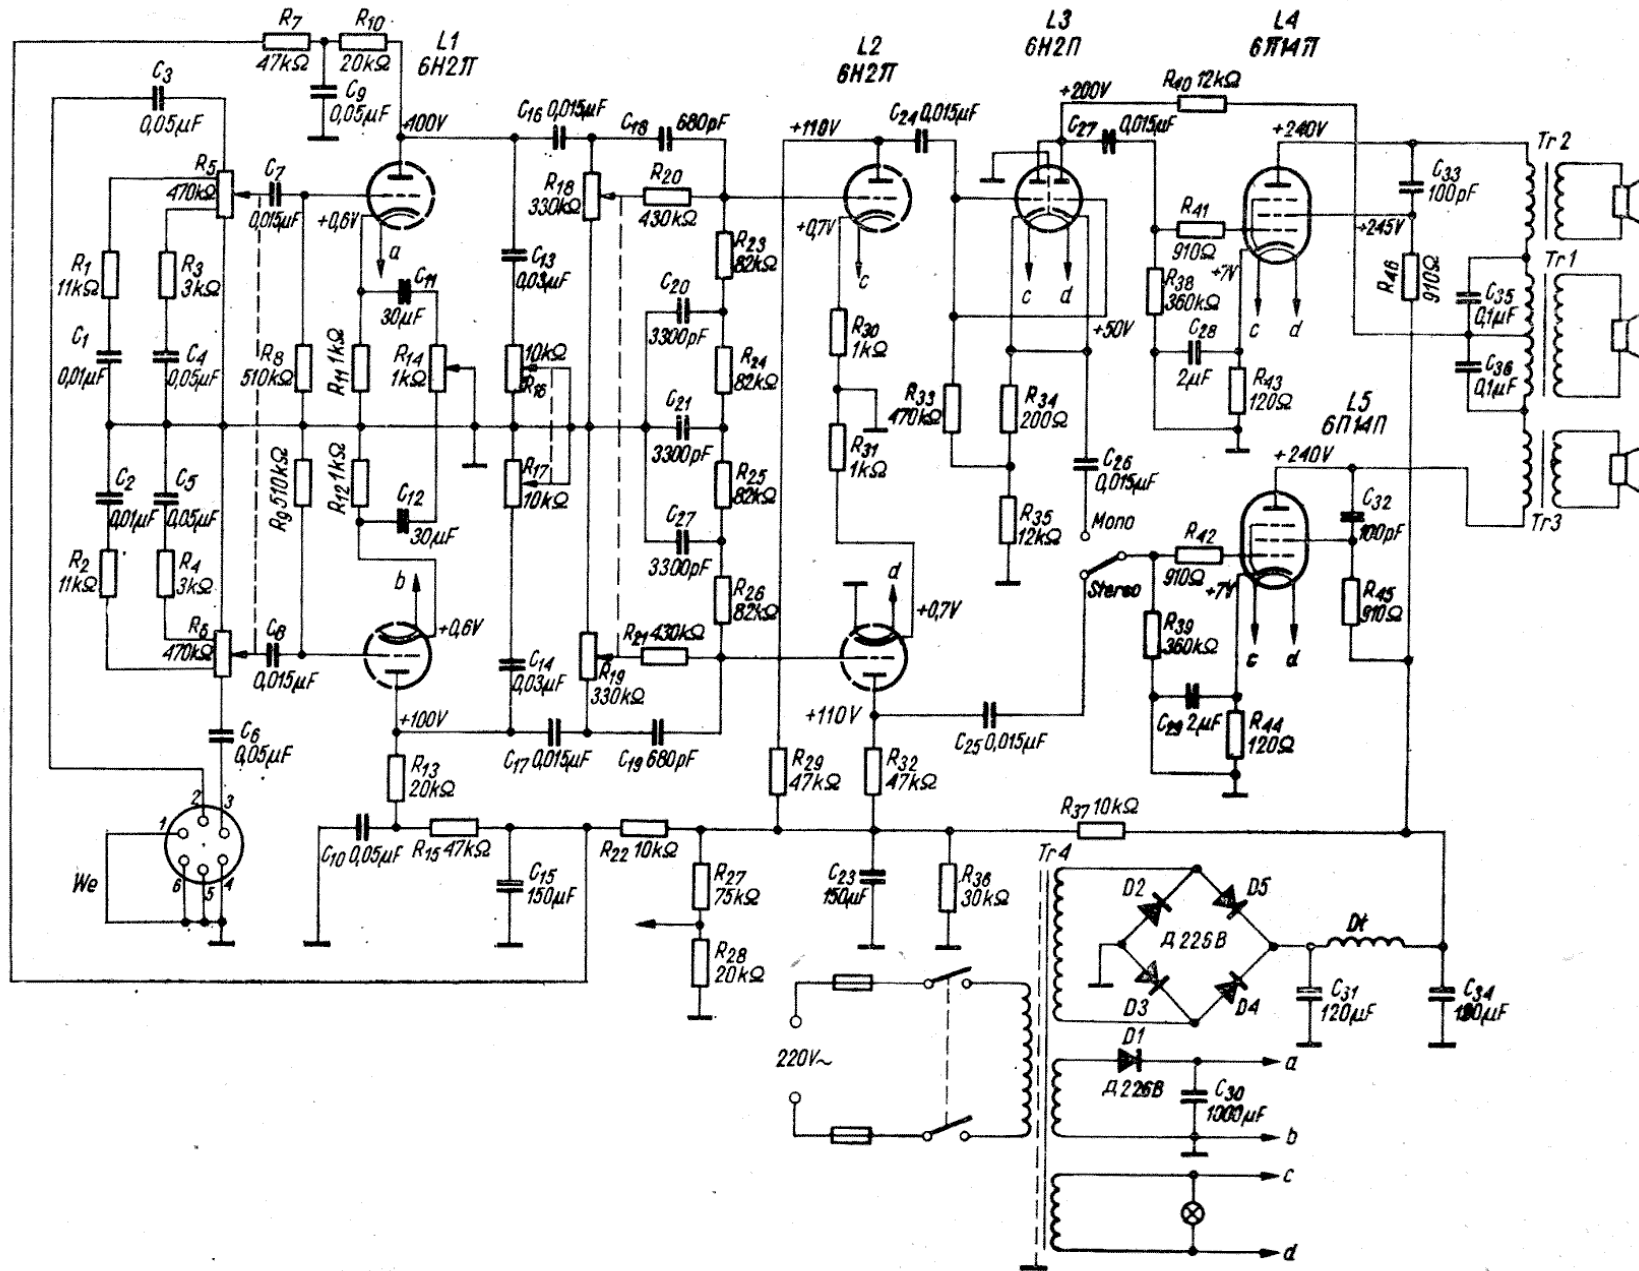 R7
47kΩ
R10
20kΩ
L1
6Н2П
C3
0,05µF
C9
0,05µF
+100V
C16 0,015µF
C18
680pF
L2
6Н2П
+110V
C24 0,015µF
L3
6Н2П
+200V
R40 12kΩ
C27
0,015µF
L4
6П14П
+240V
Tr2
C33
100pF
R5
470kΩ
C7
0,015µF
+0,6V
a
R18
330kΩ
R20
430kΩ
+0,7V
c
R23
82kΩ
R41
910Ω
+245V
R46
910Ω
Tr1
R1
11kΩ
R3
3kΩ
C11
30µF
C13
0,03µF
C20
3300pF
c
d
+50V
R38
360kΩ
+7V
c
d
C35
0,1µF
C1
0,01µF
C4
0,05µF
R8
510kΩ
R11 1kΩ
R14
1kΩ
10kΩ
R16
R24
82kΩ
R30
1kΩ
C28
2µF
R43
120Ω
C36
0,1µF
R33
470kΩ
R34
200Ω
L5
6П14П
C21
3300pF
R31
1kΩ
C2
0,01µF
C5
0,05µF
R9 510kΩ
R12 1kΩ
C12
30µF
R17
10kΩ
R25
82kΩ
C26
0,015µF
+240V
C32
100pF
Tr3
C27
3300pF
R35
12kΩ
Mono
Stereo
R42
910Ω
+7V
R45
910Ω
R2
11kΩ
R4
3kΩ
b
+0,6V
R26
82kΩ
d
+0,7V
R39
360kΩ
c
d
R6
470kΩ
C8
0,015µF
C14
0,03µF
R19
330kΩ
R21 430kΩ
+100V
C17 0,015µF
C19 680pF
+110V
C25 0,015µF
C29 2µF
R44
120Ω
C6
0,05µF
R13
20kΩ
R29
47kΩ
R32
47kΩ
1
2
3
4
5
6
We
C10 0,05µF
R15 47kΩ
C15
150µF
R22 10kΩ
R27
75kΩ
R28
20kΩ
C23
150µF
R36
30kΩ
R37 10kΩ
Tr4
D2
D5
Д226В
D3
D4
Dt
C31
120µF
C34
220V~
D1
Д226В
C30
1000µF
a
b
c
d